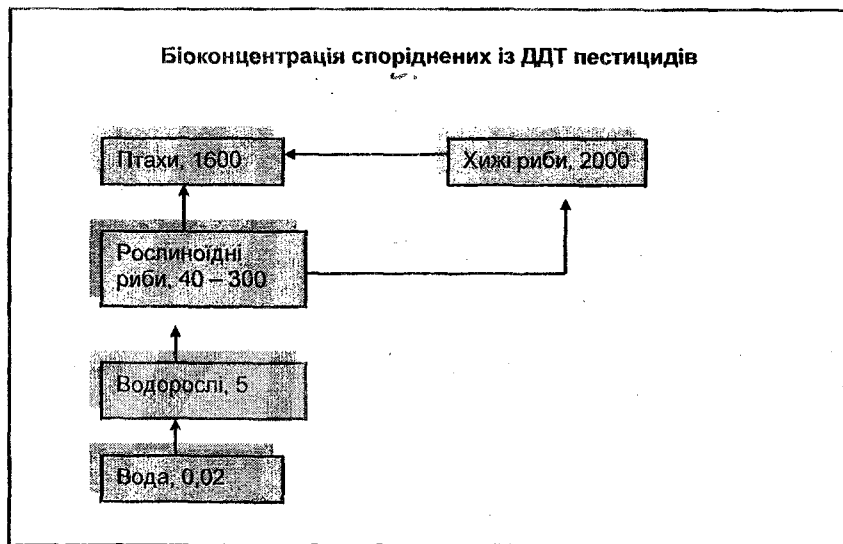 Біоконцентрація споріднених із ДДТ пестицидів
Птахи, 1600
Хижі риби, 2000
Рослиноїдні
риби, 40 – 300
Водорослі, 5
Вода, 0,02